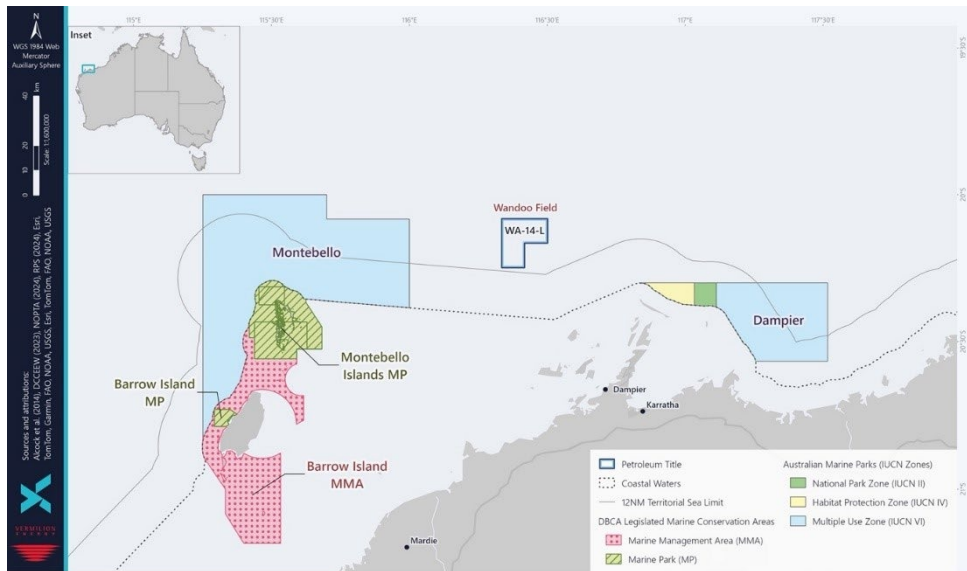 N
WGS 1984 Web
Mercator
Auxiliary Sphere
0 10 20 40
km
Scale: 1:1,600,000
Sources and attributions:
Alcock et al. (2014), DCCEEW (2023), NOPTA (2024), RPS (2024), Esri,
TomTom, Garmin, FAO, NOAA, USGS, Esri, TomTom, FAO, NOAA, USGS
VERMILION
ENERGY
Inset
115°E
115°30'E
116°E
116°30'E
117°E
117°30'E
19°30'S
20°S
20°30'S
21°S
Wandoo Field
WA-14-L
Montebello
Dampier
Montebello
Islands MP
Barrow Island
MP
Barrow Island
MMA
Dampier
Karratha
Mardie
Petroleum Title
Coastal Waters
12NM Territorial Sea Limit
DBCA Legislated Marine Conservation Areas
Marine Management Area (MMA)
Marine Park (MP)
Australian Marine Parks (IUCN Zones)
National Park Zone (IUCN II)
Habitat Protection Zone (IUCN IV)
Multiple Use Zone (IUCN VI)